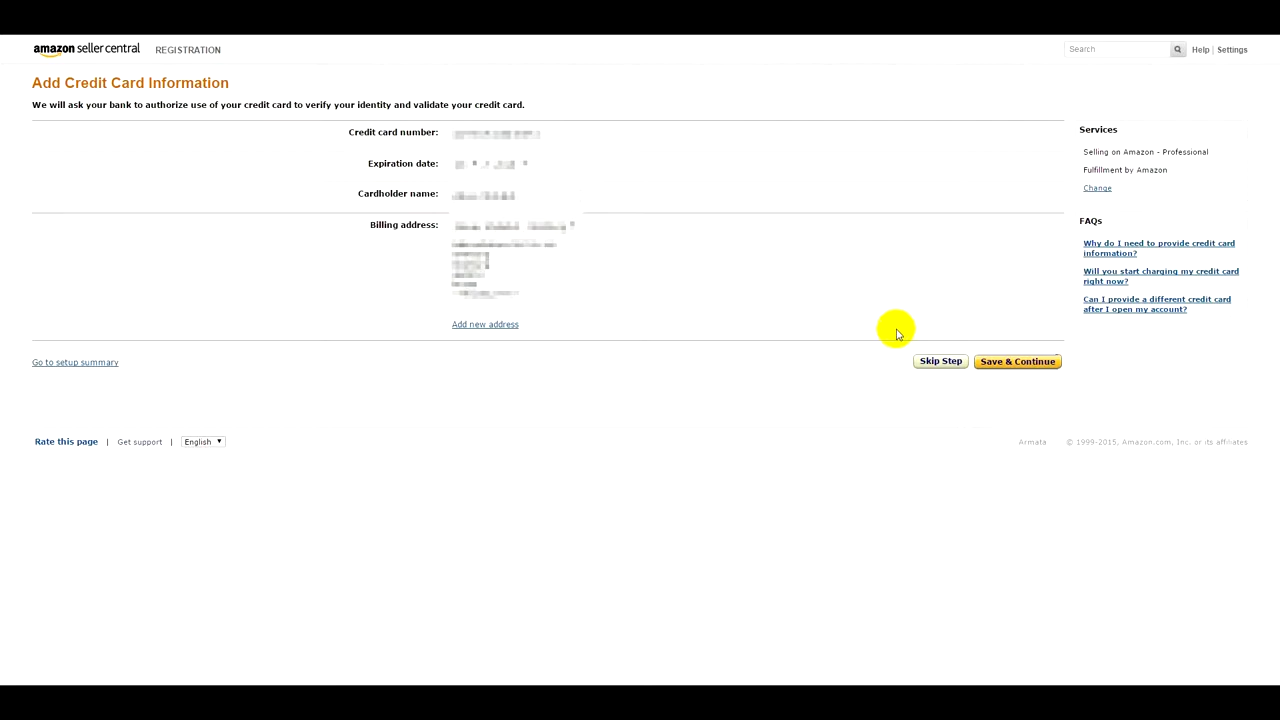 amazon seller central REGISTRATION Search Help | Settings
Add Credit Card Information
We will ask your bank to authorize use of your credit card to verify your identity and validate your credit card.
Credit card number:
Expiration date:
Cardholder name:
Billing address:
Add new address
Services
Selling on Amazon - Professional
Fulfillment by Amazon
Change
FAQs
Why do I need to provide credit card
information?
Will you start charging my credit card
right now?
Can I provide a different credit card
after I open my account?
Go to setup summary Skip Step Save & Continue
Rate this page | Get support | English ▼ Armata © 1999-2015, Amazon.com, Inc. or its affiliates